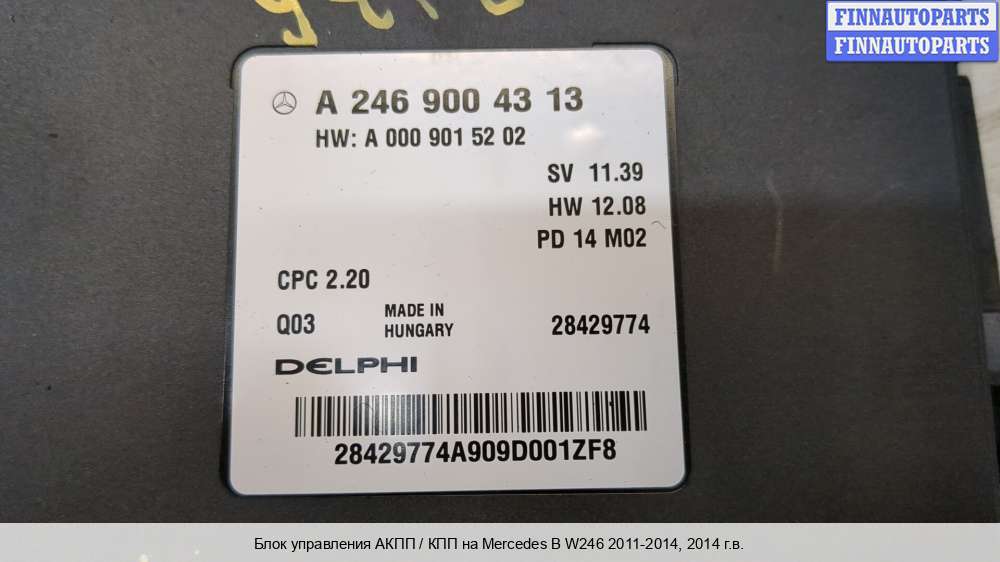 FINNAUTOPARTS
FINNAUTOPARTS
A 246 900 43 13
HW: A 000 901 52 02
SV 11.39
HW 12.08
PD 14 M02
CPC 2.20
Q03
MADE IN
HUNGARY
28429774
DELPHI
28429774A909D001ZF8
Блок управления АКПП / КПП на Mercedes B W246 2011-2014, 2014 г.в.